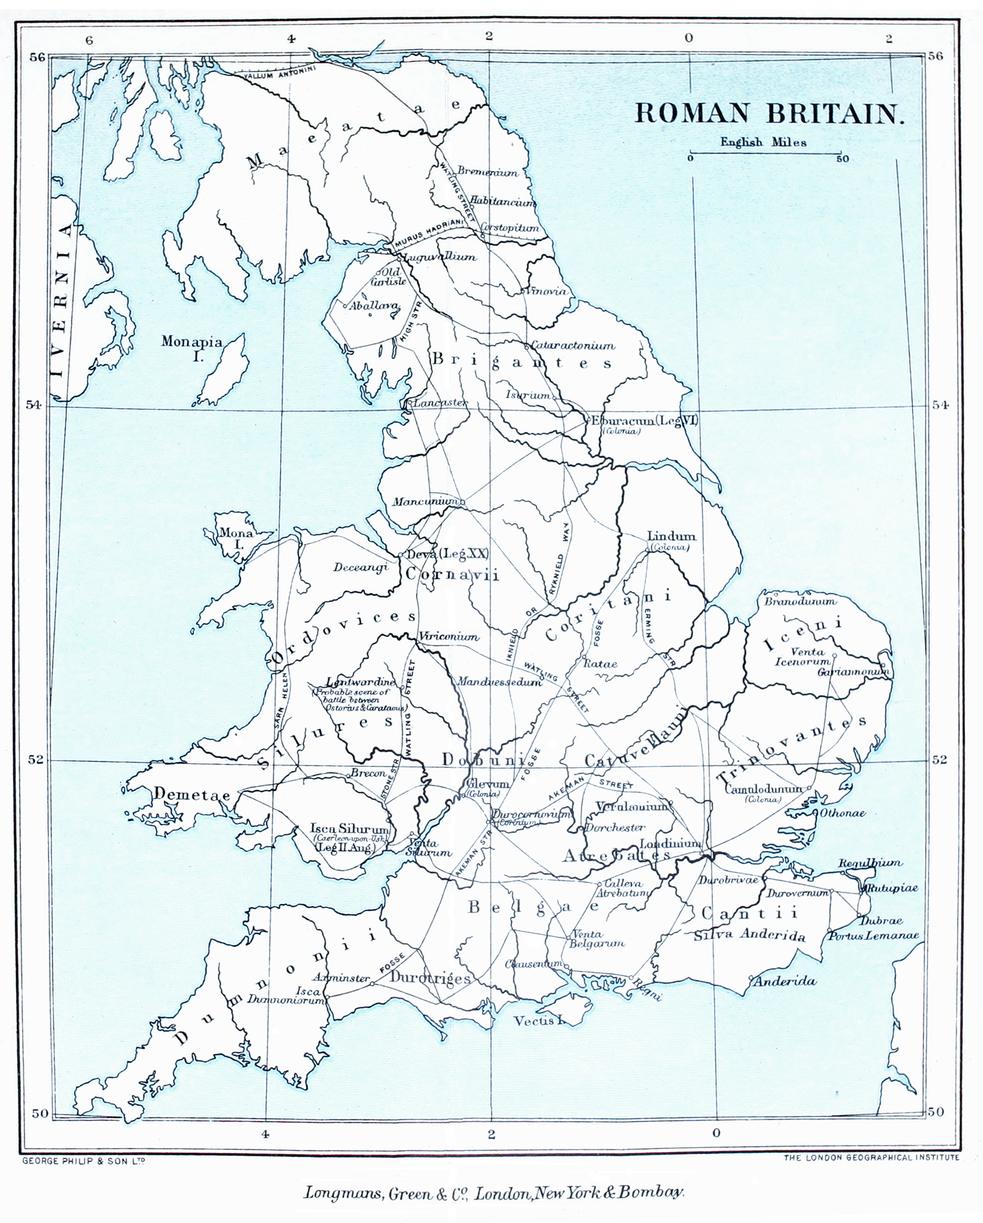 6 4 2 0 2
56 56
VALLUM ANTONINI
ROMAN BRITAIN.
English Miles
0 50
Maeatae
WATLING STREET
Bremenium
Habitancium
MURUS HADRIANI
Corstopitum
IVERNIA
Luguvallium
Old
Carlisle
Aballava
HIGH STR
Vinovia
Monapia
I.
Cataractonium
Brigantes
Isurium
Lancaster
54 54
Eburacum (Leg VI)
(Colonia)
Mancunium
RYKNIELD WAY
Mona
I.
Lindum
(Colonia)
Deva (Leg. XX)
Deceangi
Cornavii
Branodunum
Coritani
OR
IKNIELD
FOSSE
ERMING STR
Iceni
Ordovices
Viriconium
Venta
Icenorum
Gariannonum
Ratae
WATLING STREET
Manduessedum
Leintwardine
(Probable scene of
battle between
Ostorius & Caratacus)
SARN HELEN
WATLING STREET
Silures
Catuvellauni
Trinovantes
52 52
Dobuni
FOSSE
Brecon
STONE STR
Glevum
(Colonia)
AKEMAN STREET
Camulodunum
(Colonia)
Demetae
Verulamium
Durocornovium
(Corinium)
Othonae
Dorchester
Isca Silurum
(Caerleon-upon-Usk)
(Leg II Aug)
Venta
Silurum
AKEMAN STR
Londinium
Atrebates
Regulbium
Durobrivae
Durovernum
Rutupiae
Calleva
Atrebatum
Belgae
Cantii
Dubrae
Silva Anderida
Portus Lemanae
Venta
Belgarum
Clausentum
Dumnonii
Axminster
FOSSE
Durotriges
Isca
Dumnoniorum
Regni
Anderida
Vectis I.
50 50
4 2 0
GEORGE PHILIP & SON LTD
THE LONDON GEOGRAPHICAL INSTITUTE
Longmans, Green & Co., London, New York & Bombay.